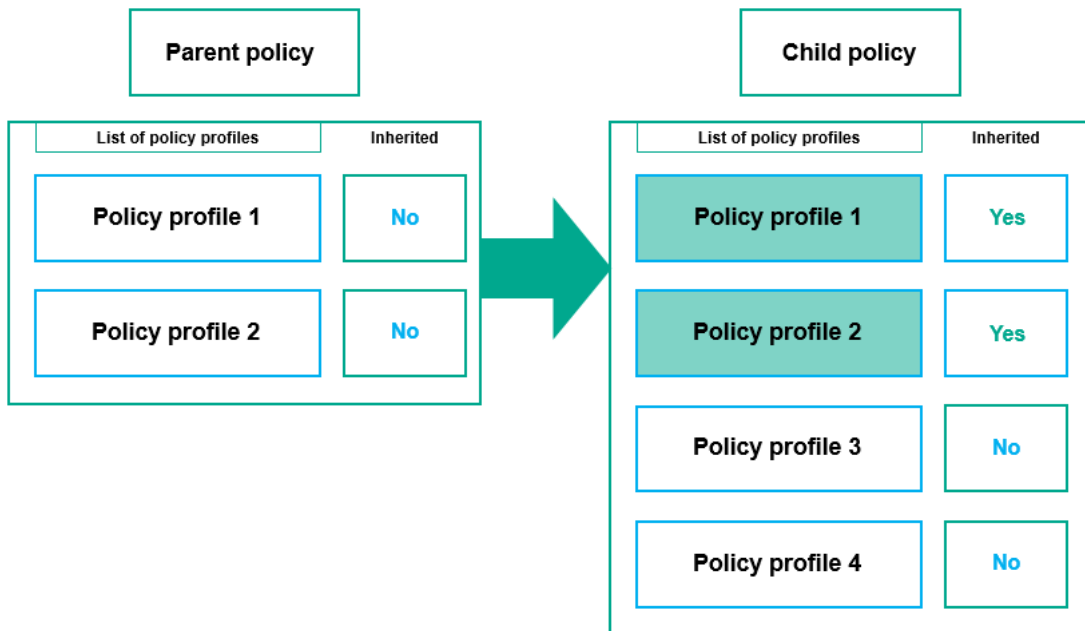 Parent policy
List of policy profiles Inherited
Policy profile 1 No
Policy profile 2 No
Child policy
List of policy profiles Inherited
Policy profile 1 Yes
Policy profile 2 Yes
Policy profile 3 No
Policy profile 4 No